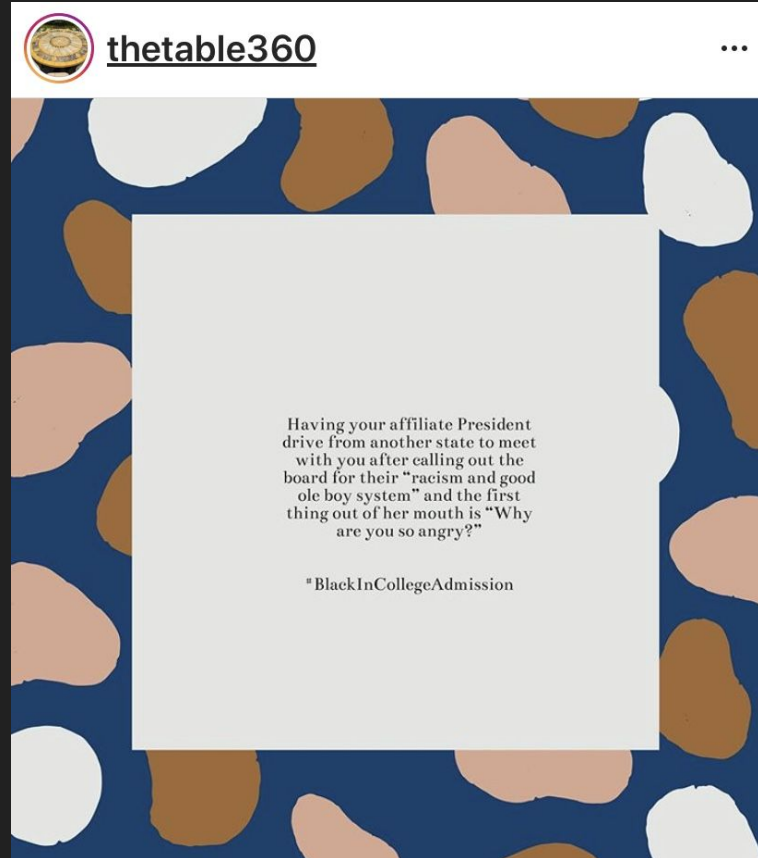 thetable360
Having your affiliate President
drive from another state to meet
with you after calling out the
board for their “racism and good
ole boy system” and the first
thing out of her mouth is “Why
are you so angry?”
#BlackInCollegeAdmission